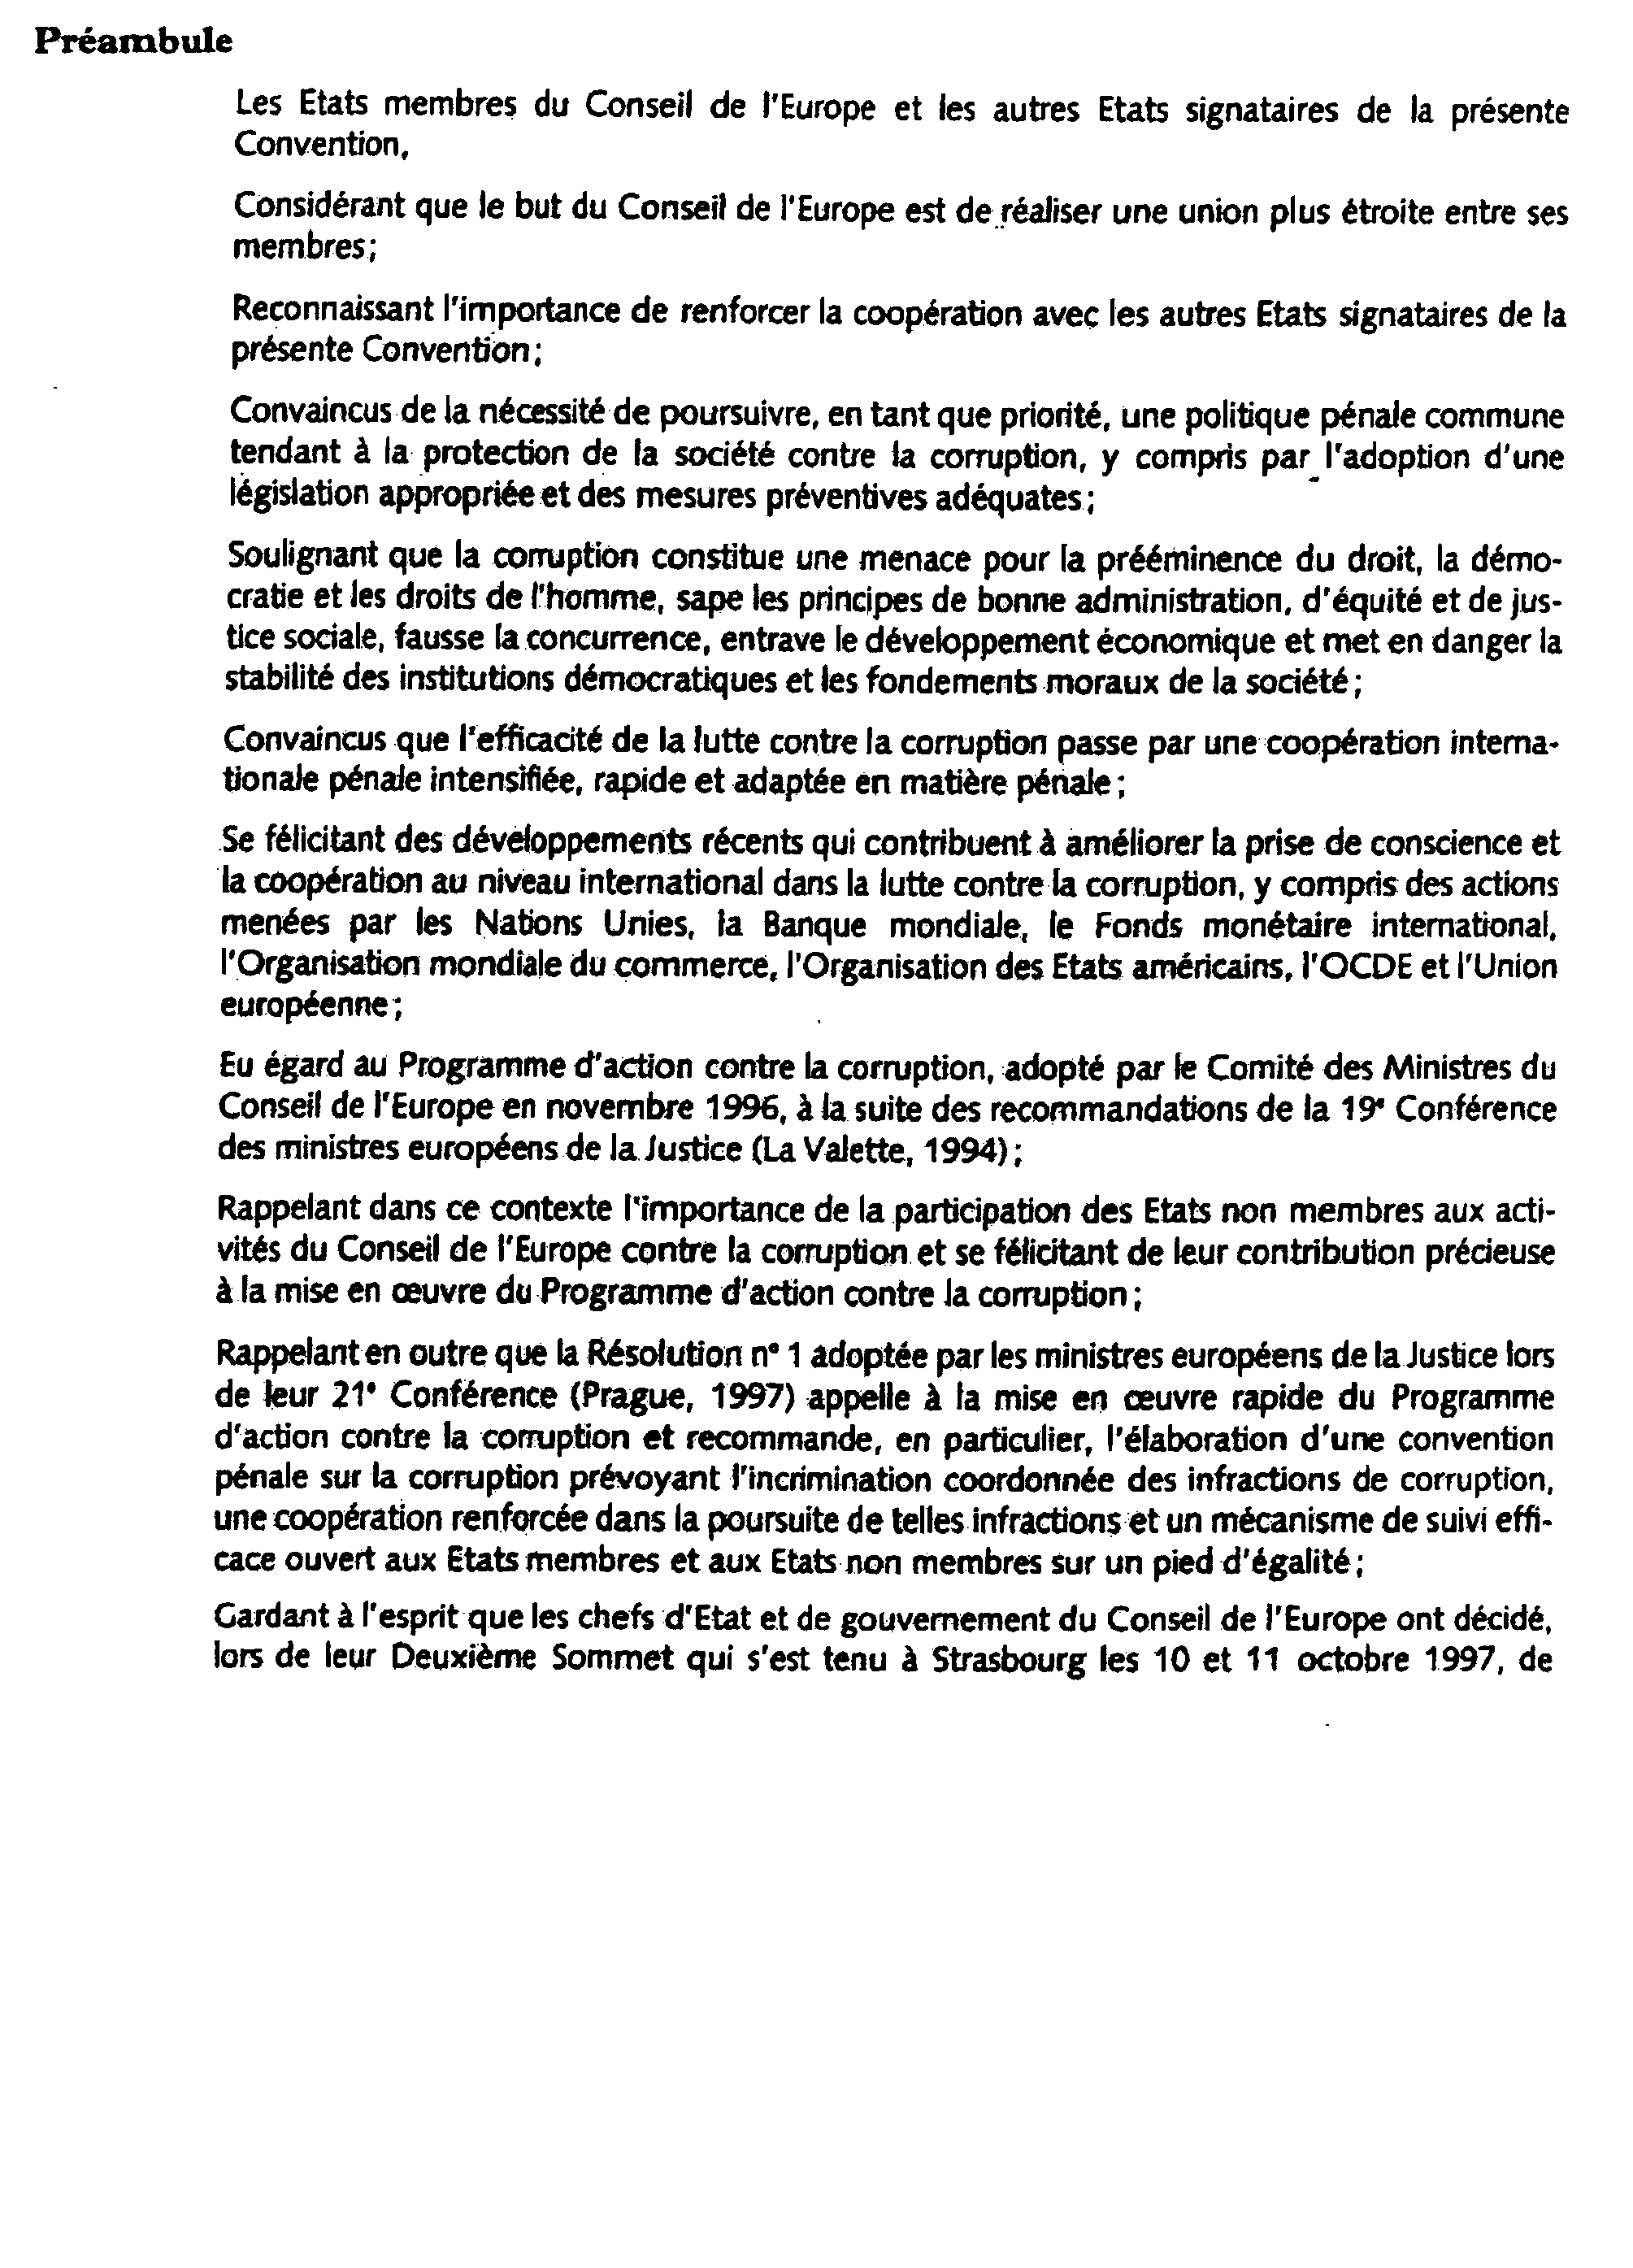 Préambule
Les Etats membres du Conseil de l'Europe et les autres Etats signataires de la présente
Convention,
Considérant que le but du Conseil de l'Europe est de réaliser une union plus étroite entre ses
membres;
Reconnaissant l'importance de renforcer la coopération avec les autres Etats signataires de la
présente Convention;
Convaincus de la nécessité de poursuivre, en tant que priorité, une politique pénale commune
tendant à la protection de la société contre la corruption, y compris par l'adoption d'une
législation appropriée et des mesures préventives adéquates;
Soulignant que la corruption constitue une menace pour la prééminence du droit, la démo-
cratie et les droits de l'homme, sape les principes de bonne administration, d'équité et de jus-
tice sociale, fausse la concurrence, entrave le développement économique et met en danger la
stabilité des institutions démocratiques et les fondements moraux de la société;
Convaincus que l'efficacité de la lutte contre la corruption passe par une coopération interna-
tionale pénale intensifiée, rapide et adaptée en matière pénale;
Se félicitant des développements récents qui contribuent à améliorer la prise de conscience et
la coopération au niveau international dans la lutte contre la corruption, y compris des actions
menées par les Nations Unies, la Banque mondiale, le Fonds monétaire international,
l'Organisation mondiale du commerce, l'Organisation des Etats américains, l'OCDE et l'Union
européenne;
Eu égard au Programme d'action contre la corruption, adopté par le Comité des Ministres du
Conseil de l'Europe en novembre 1996, à la suite des recommandations de la 19e Conférence
des ministres européens de la Justice (La Valette, 1994);
Rappelant dans ce contexte l'importance de la participation des Etats non membres aux acti-
vités du Conseil de l'Europe contre la corruption et se félicitant de leur contribution précieuse
à la mise en œuvre du Programme d'action contre la corruption;
Rappelant en outre que la Résolution n° 1 adoptée par les ministres européens de la Justice lors
de leur 21e Conférence (Prague, 1997) appelle à la mise en œuvre rapide du Programme
d'action contre la corruption et recommande, en particulier, l'élaboration d'une convention
pénale sur la corruption prévoyant l'incrimination coordonnée des infractions de corruption,
une coopération renforcée dans la poursuite de telles infractions et un mécanisme de suivi effi-
cace ouvert aux Etats membres et aux Etats non membres sur un pied d'égalité;
Gardant à l'esprit que les chefs d'Etat et de gouvernement du Conseil de l'Europe ont décidé,
lors de leur Deuxième Sommet qui s'est tenu à Strasbourg les 10 et 11 octobre 1997, de